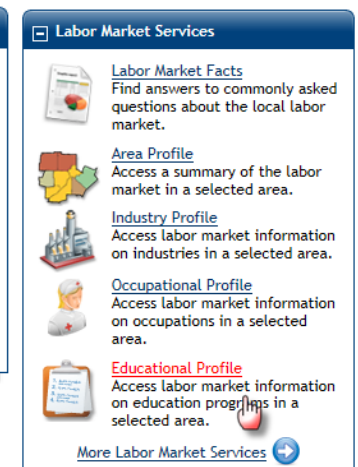 Labor Market Services
Labor Market Facts
Find answers to commonly asked
questions about the local labor
market.
Area Profile
Access a summary of the labor
market in a selected area.
Industry Profile
Access labor market information
on industries in a selected area.
Occupational Profile
Access labor market information
on occupations in a selected
area.
Educational Profile
Access labor market information
on education programs in a
selected area.
More Labor Market Services